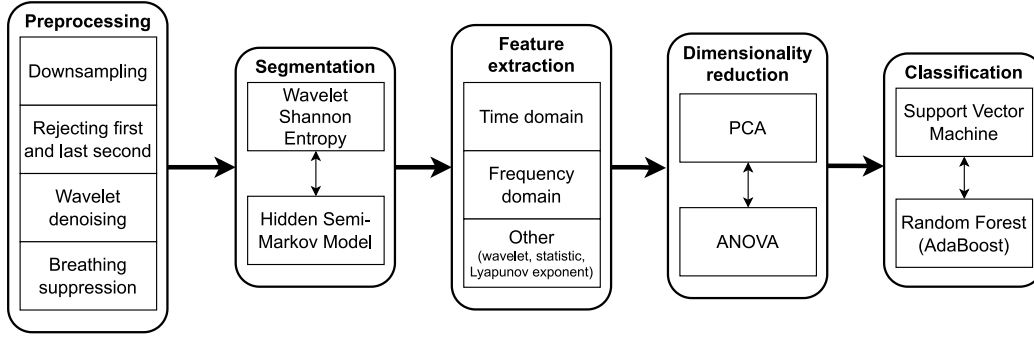 Preprocessing
Downsampling
Rejecting first
and last second
Wavelet
denoising
Breathing
suppression
Segmentation
Wavelet
Shannon
Entropy
Hidden Semi-
Markov Model
Feature
extraction
Time domain
Frequency
domain
Other
(wavelet, statistic,
Lyapunov exponent)
Dimensionality
reduction
PCA
ANOVA
Classification
Support Vector
Machine
Random Forest
(AdaBoost)